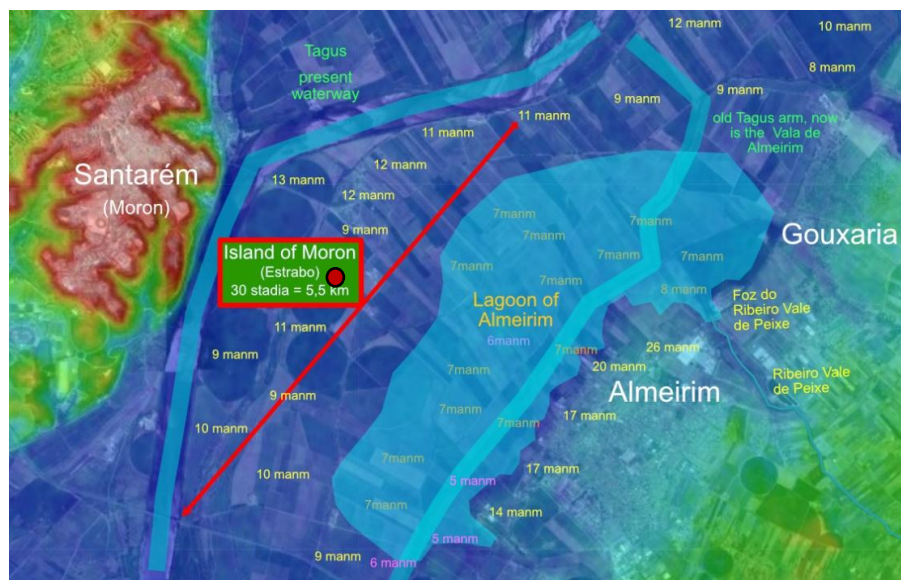 12 manm
10 manm
Tagus
present
waterway
8 manm
9 manm
9 manm
11 manm
old Tagus arm, now
is the Vala de
Almeirim
11 manm
12 manm
Santarém
(Moron)
13 manm
12 manm
7manm
7manm
9 manm
7manm
Gouxaria
Island of Moron
(Estrabo)
30 stadia = 5,5 km
7manm
7manm
7manm
7manm
8 manm
Lagoon of
Almeirim
Foz do
Ribeiro Vale
de Peixe
11 manm
6manm
7manm
26 manm
9 manm
20 manm
7manm
Ribeiro Vale
de Peixe
Almeirim
9 manm
7manm
17 manm
7manm
10 manm
7manm
17 manm
10 manm
5 manm
7manm
14 manm
5 manm
9 manm
6 manm